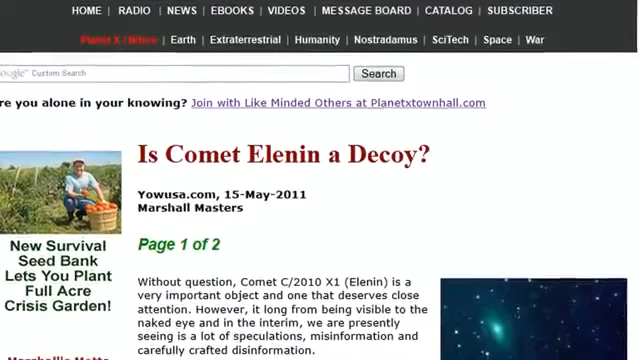 HOME | RADIO | NEWS | EBOOKS | VIDEOS | MESSAGE BOARD | CATALOG | SUBSCRIBER
Planet X / Nibiru | Earth | Extraterrestrial | Humanity | Nostradamus | SciTech | Space | War
Google™ Custom Search Search
re you alone in your knowing? Join with Like Minded Others at Planetxtownhall.com
Is Comet Elenin a Decoy?
Yowusa.com, 15-May-2011
Marshall Masters
Page 1 of 2
New Survival
Seed Bank
Lets You Plant
Full Acre
Crisis Garden!
Without question, Comet C/2010 X1 (Elenin) is a
very important object and one that deserves close
attention. However, it long from being visible to the
naked eye and in the interim, we are presently
seeing is a lot of speculations, misinformation and
carefully crafted disinformation.